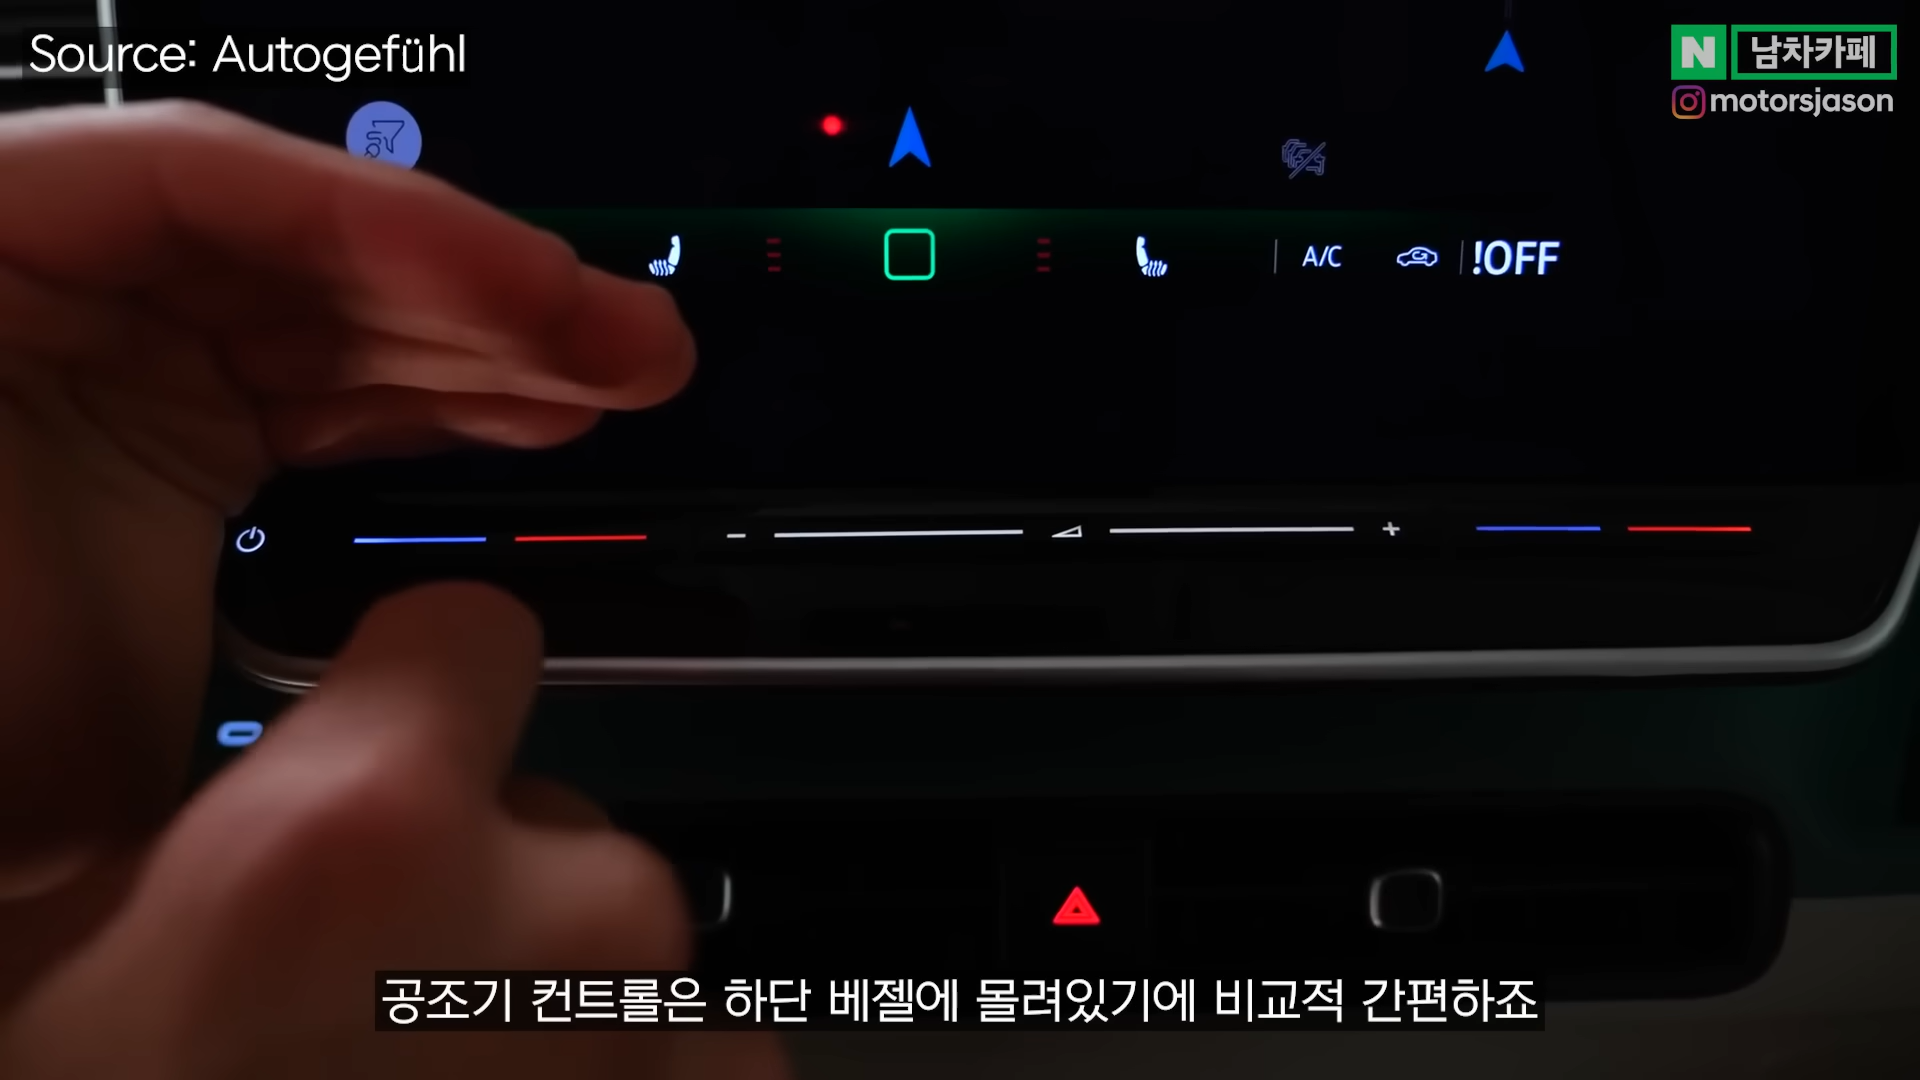 Source: Autogefühl
N 남차카페
motorsjason
A/C
!OFF
- +
공조기 컨트롤은 하단 베젤에 몰려있기에 비교적 간편하죠